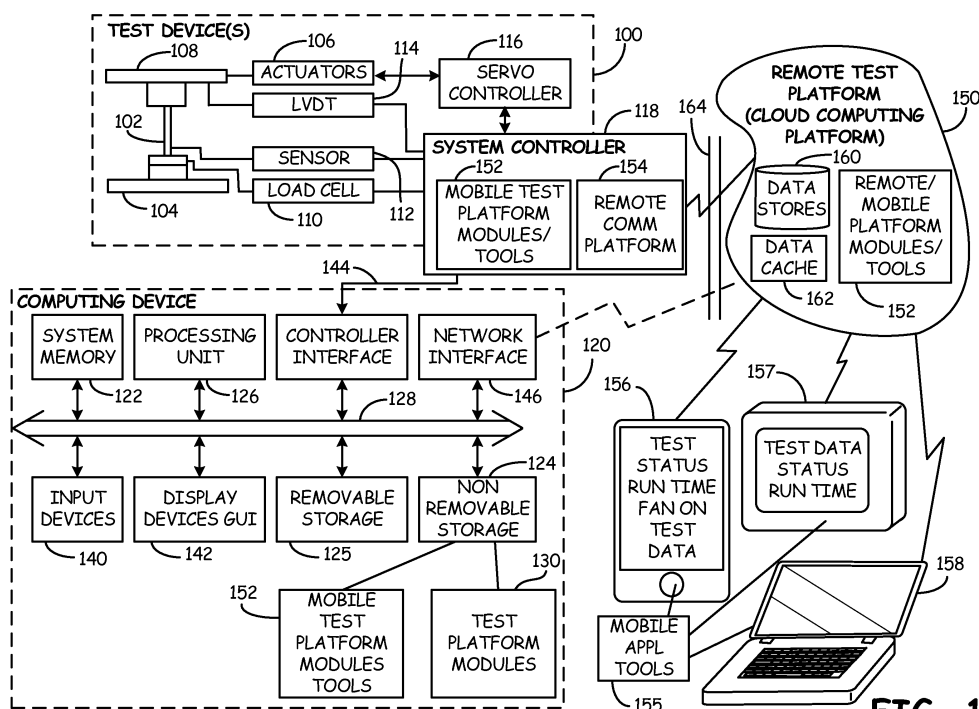 TEST DEVICE(S)
108
106
114
116
100
ACTUATORS
SERVO
CONTROLLER
LVDT
102
118
164
SENSOR
SYSTEM CONTROLLER
152
154
LOAD CELL
104
110
112
MOBILE TEST
PLATFORM
MODULES/
TOOLS
REMOTE
COMM
PLATFORM
REMOTE TEST
PLATFORM
(CLOUD COMPUTING
PLATFORM)
150
160
DATA
STORES
REMOTE/
MOBILE
PLATFORM
MODULES/
TOOLS
DATA
CACHE
162
152
144
COMPUTING DEVICE
SYSTEM
MEMORY
PROCESSING
UNIT
CONTROLLER
INTERFACE
NETWORK
INTERFACE
120
122
126
146
128
124
INPUT
DEVICES
DISPLAY
DEVICES GUI
REMOVABLE
STORAGE
NON
REMOVABLE
STORAGE
140
142
125
130
152
MOBILE
TEST
PLATFORM
MODULES
TOOLS
TEST
PLATFORM
MODULES
156
TEST
STATUS
RUN TIME
FAN ON
TEST
DATA
157
TEST DATA
STATUS
RUN TIME
158
MOBILE
APPL
TOOLS
155
FIG. 1